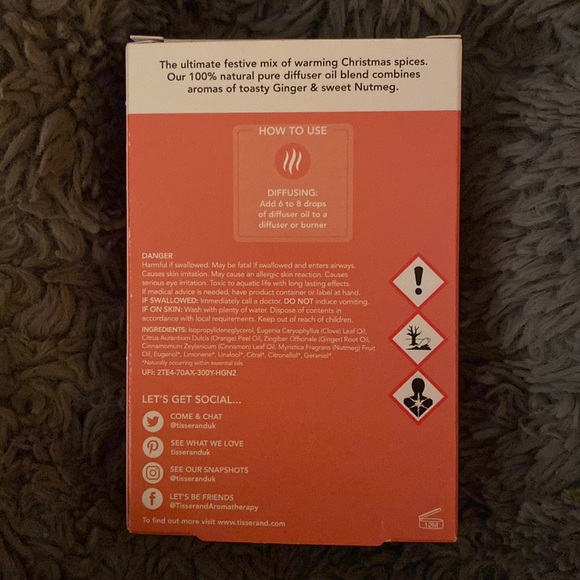 The ultimate festive mix of warming Christmas spices.
Our 100% natural pure diffuser oil blend combines
aromas of toasty Ginger & sweet Nutmeg.
HOW TO USE
DIFFUSING:
Add 6 to 8 drops
of diffuser oil to a
diffuser or burner
DANGER
Harmful if swallowed. May be fatal if swallowed and enters airways.
Causes skin irritation. May cause an allergic skin reaction. Causes
serious eye irritation. Toxic to aquatic life with long lasting effects.
If medical advice is needed, have product container or label at hand.
IF SWALLOWED: Immediately call a doctor. DO NOT induce vomiting.
IF ON SKIN: Wash with plenty of water. Dispose of contents in
accordance with local requirements. Keep out of reach of children.
INGREDIENTS: Isopropylideneglycerol, Eugenia Caryophyllus (Clove) Leaf Oil,
Citrus Aurantium Dulcis (Orange) Peel Oil, Zingiber Officinale (Ginger) Root Oil,
Cinnamomum Zeylanicum (Cinnamon) Leaf Oil, Myristica Fragrans (Nutmeg) Fruit
Oil, Eugenol*, Limonene*, Linalool*, Citral*, Citronellol*, Geraniol*.
*Naturally occurring within essential oils
UFI: 2TE4-70AX-300Y-HGN2
LET'S GET SOCIAL...
COME & CHAT
@tisseranduk
SEE WHAT WE LOVE
tisseranduk
SEE OUR SNAPSHOTS
@tisseranduk
LET'S BE FRIENDS
@TisserandAromatherapy
To find out more visit www.tisserand.com
12M